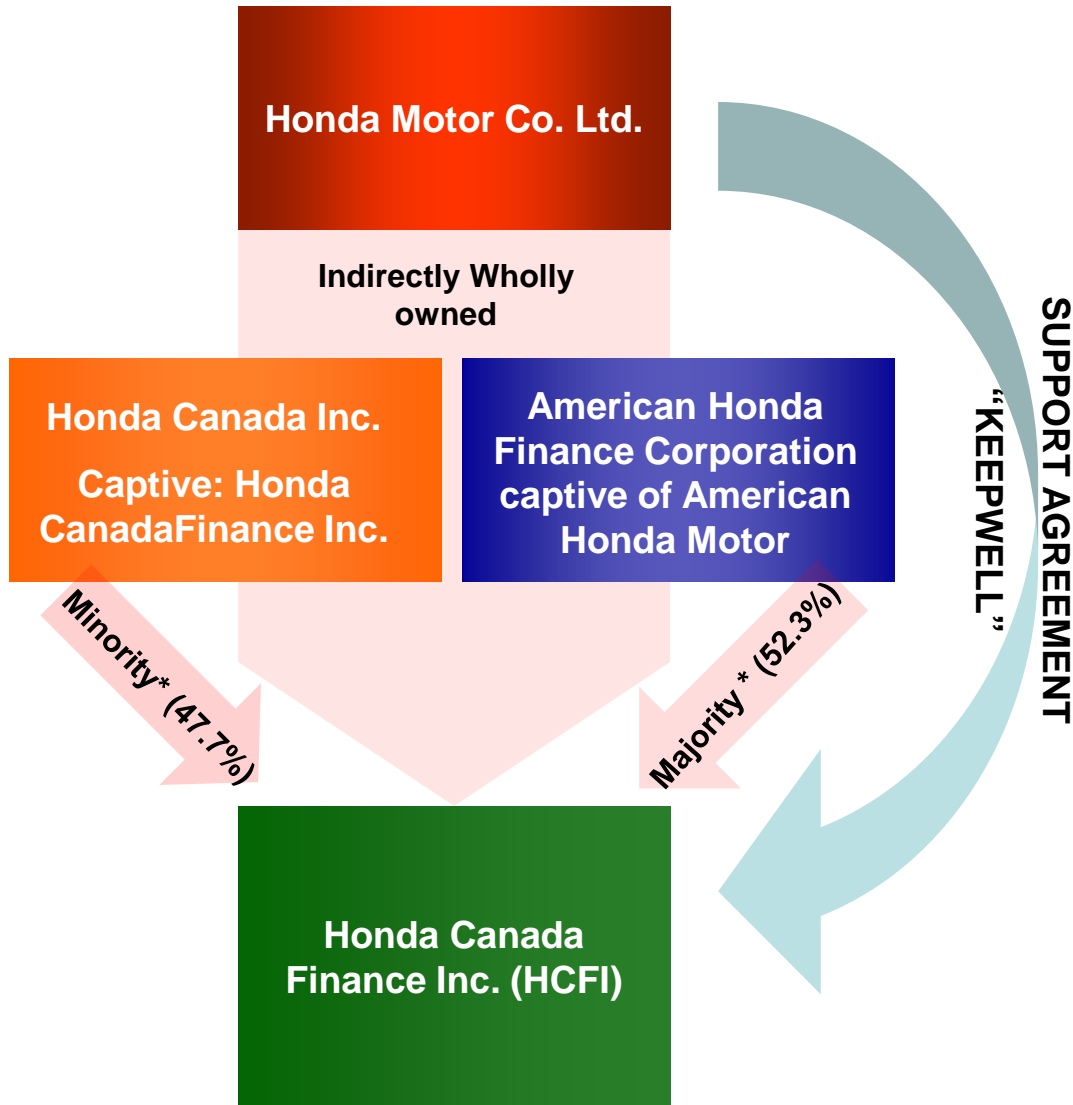 Honda Motor Co. Ltd.
Indirectly Wholly
owned
Honda Canada Inc.
Captive: Honda
CanadaFinance Inc.
American Honda
Finance Corporation
captive of American
Honda Motor
SUPPORT AGREEMENT
“KEEPWELL”
Minority* (47.7%)
Majority * (52.3%)
Honda Canada
Finance Inc. (HCFI)